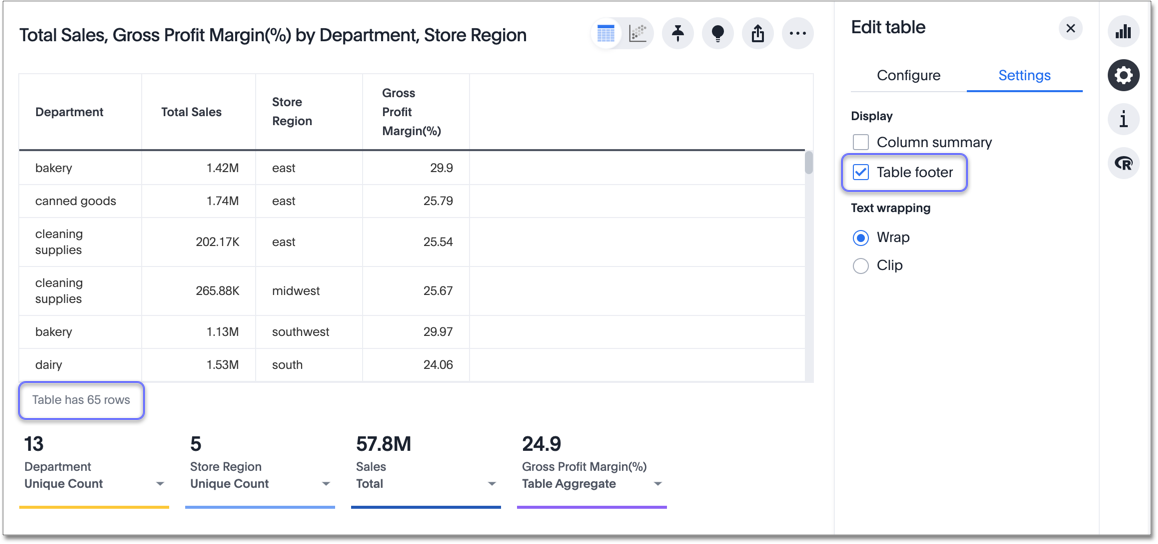 Total Sales, Gross Profit Margin(%) by Department, Store Region
Department
Total Sales
Store
Region
Gross
Profit
Margin(%)
bakery 1.42M east 29.9
canned goods 1.74M east 25.79
cleaning
supplies 202.17K east 25.54
cleaning
supplies 265.88K midwest 25.67
bakery 1.13M southwest 29.97
dairy 1.53M south 24.06
Table has 65 rows
13
Department
Unique Count
5
Store Region
Unique Count
57.8M
Sales
Total
24.9
Gross Profit Margin(%)
Table Aggregate
Edit table
Configure Settings
Display
Column summary
Table footer
Text wrapping
Wrap
Clip
i
R